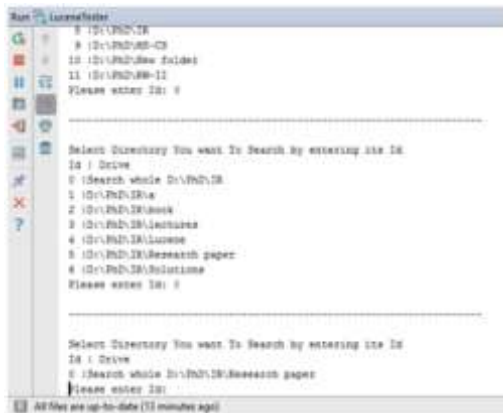 Run LuceneTester
8 :(D:\PhD\IR
9 :(D:\PhD\MS-CS
10 :(D:\PhD\New folder
11 :(D:\PhD\RM-II
Please enter Id:
Select Directory You want To Search by entering its Id
Id : Drive
0 :(Search whole D:\PhD\IR
1 :(D:\PhD\IR\a
2 :(D:\PhD\IR\book
3 :(D:\PhD\IR\lectures
4 :(D:\PhD\IR\Lucene
5 :(D:\PhD\IR\Research paper
6 :(D:\PhD\IR\Solutions
Please enter Id:
Select Directory You want To Search by entering its Id
Id : Drive
0 :(Search whole D:\PhD\IR\Research paper
Please enter Id:
All files are up-to-date (13 minutes ago)